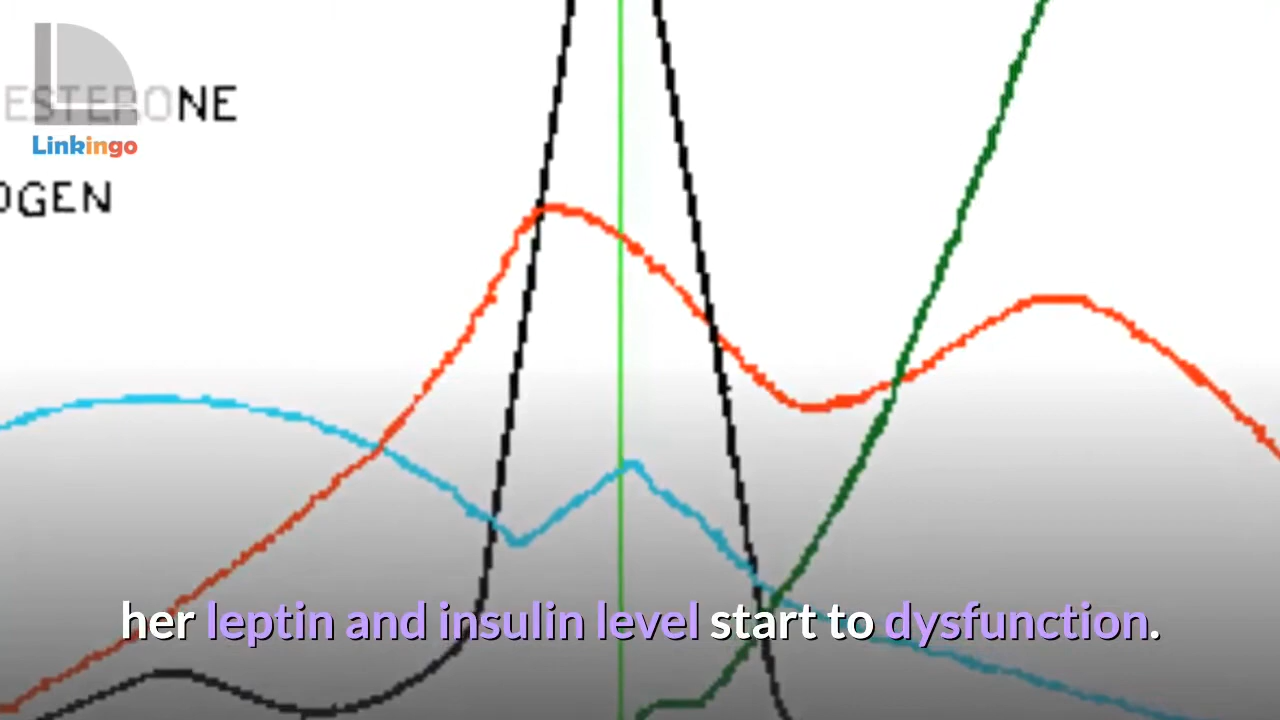 ESTERONE
Linkingo
OGEN
her leptin and insulin level start to dysfunction.